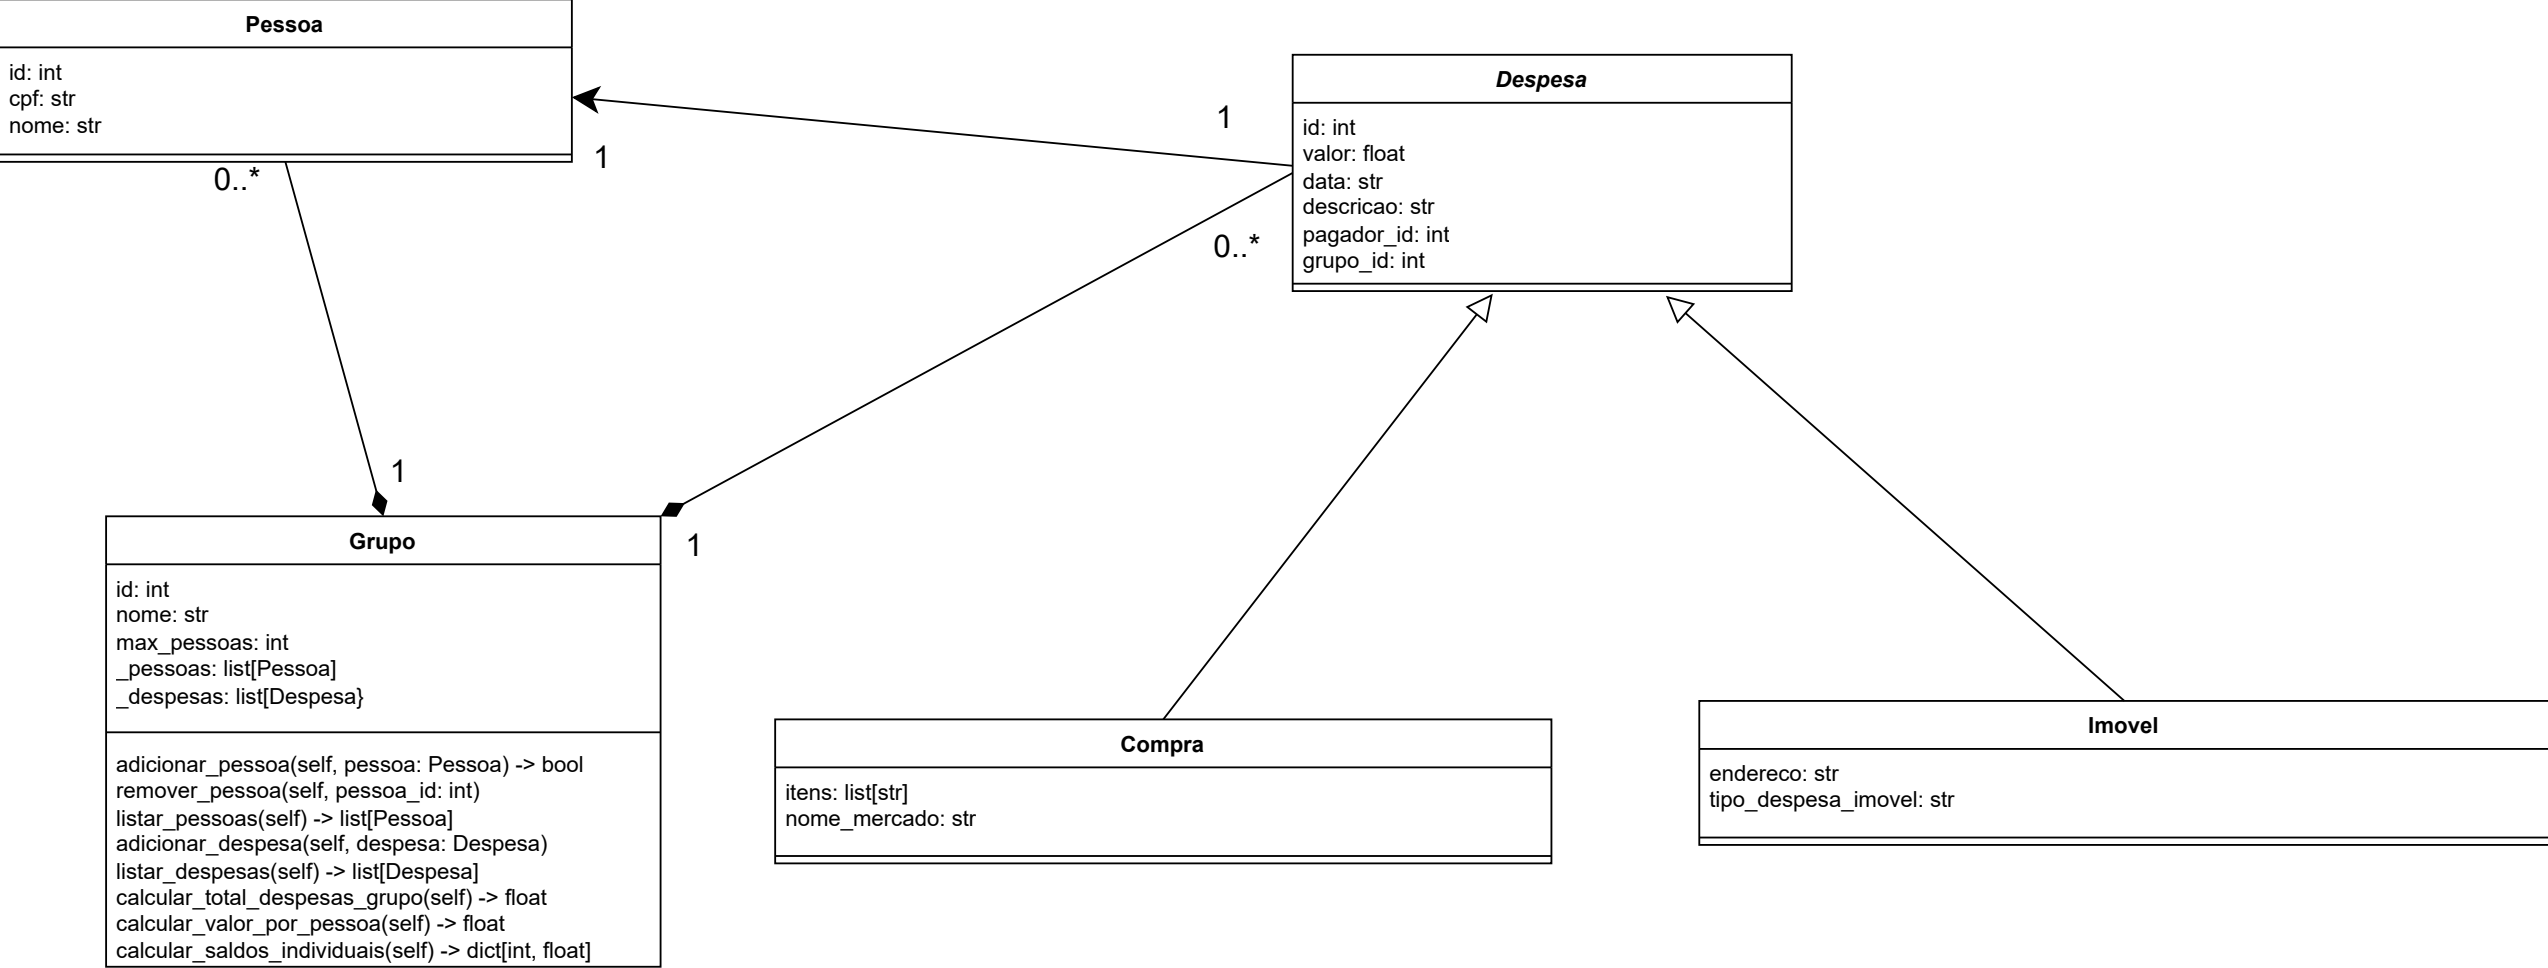 Pessoa
id: int
cpf: str
nome: str
0..*
1
1
0..*
Despesa
id: int
valor: float
data: str
descricao: str
pagador_id: int
grupo_id: int
1
1
Grupo
id: int
nome: str
max_pessoas: int
_pessoas: list[Pessoa]
_despesas: list[Despesa}
adicionar_pessoa(self, pessoa: Pessoa) -> bool
remover_pessoa(self, pessoa_id: int)
listar_pessoas(self) -> list[Pessoa]
adicionar_despesa(self, despesa: Despesa)
listar_despesas(self) -> list[Despesa]
calcular_total_despesas_grupo(self) -> float
calcular_valor_por_pessoa(self) -> float
calcular_saldos_individuais(self) -> dict[int, float]
Compra
itens: list[str]
nome_mercado: str
Imovel
endereco: str
tipo_despesa_imovel: str